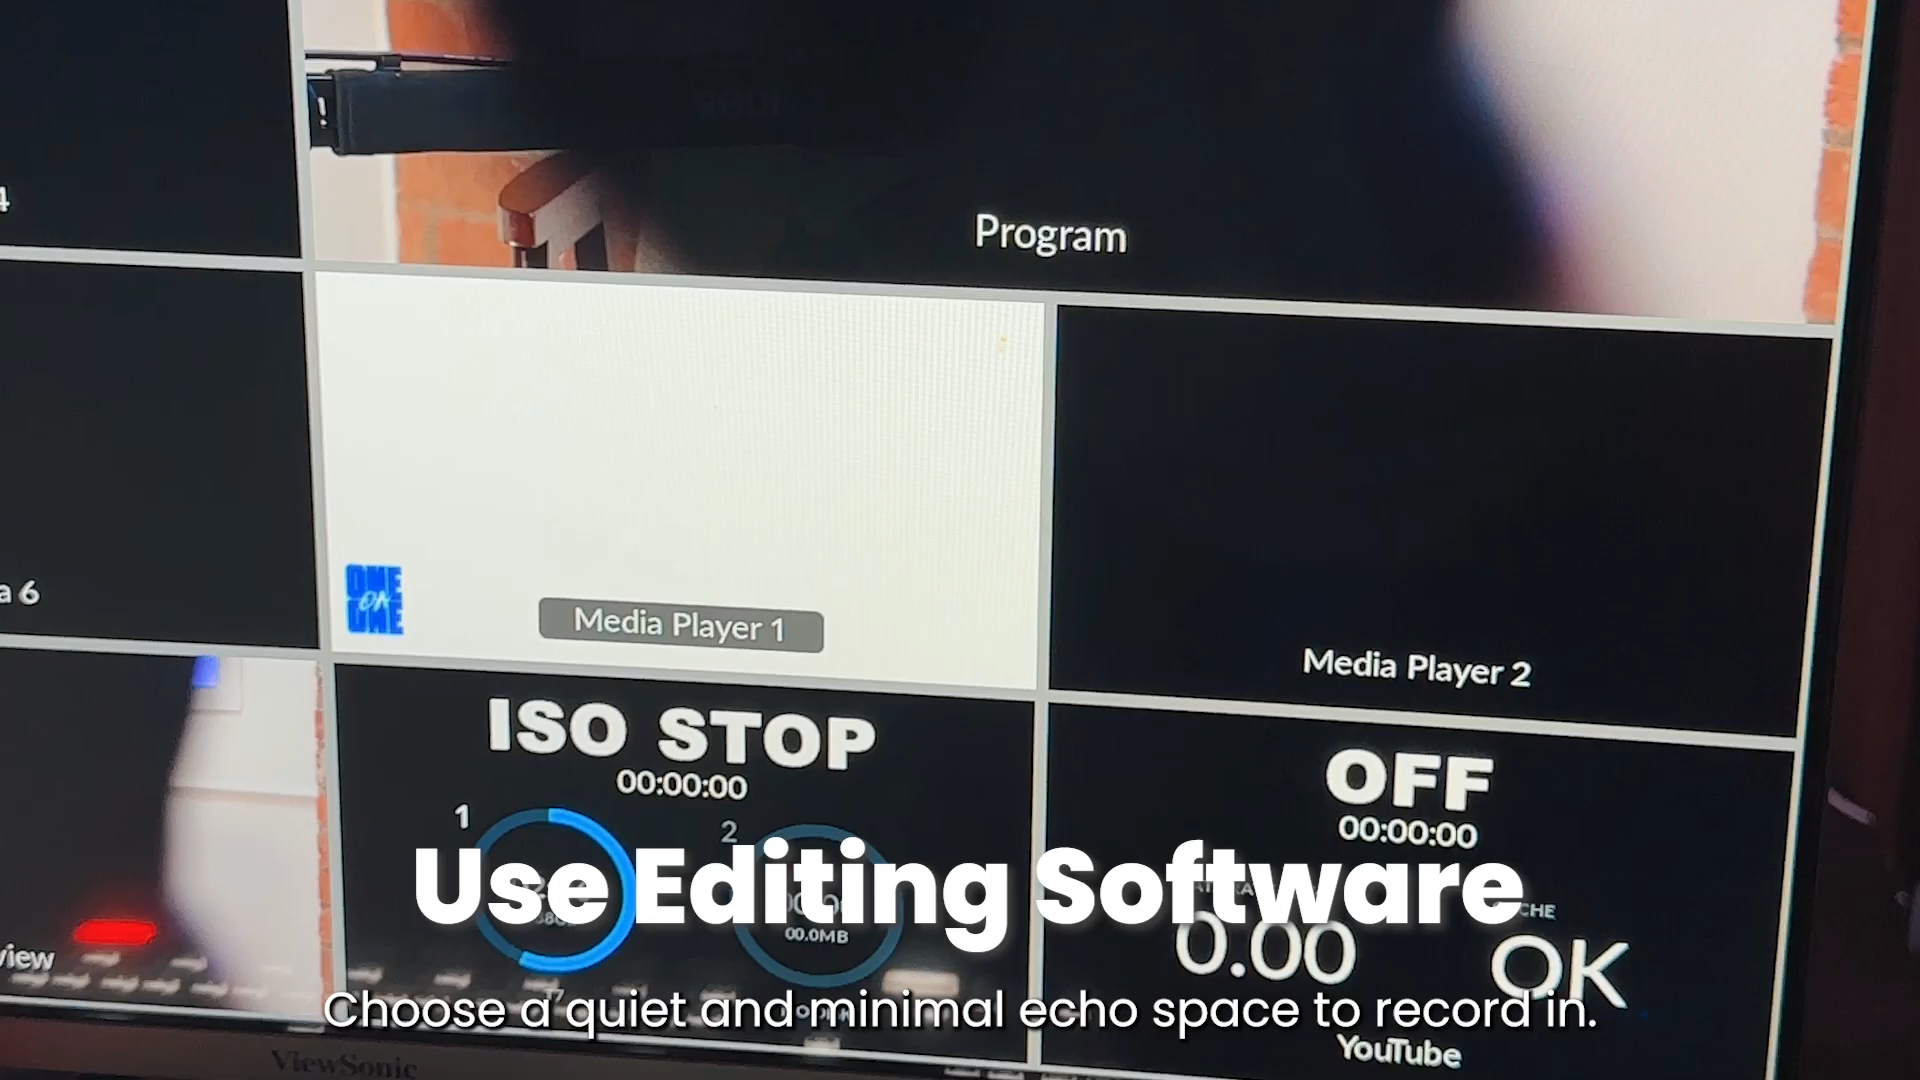 4
Program
a 6
ONE
ON
ONE
Media Player 1
Media Player 2
ISO STOP
00:00:00
1
2
OFF
00:00:00
Use Editing Software
00.0MB
CHE
0.00
OK
view
Choose a quiet and minimal echo space to record in.
YouTube
ViewSonic